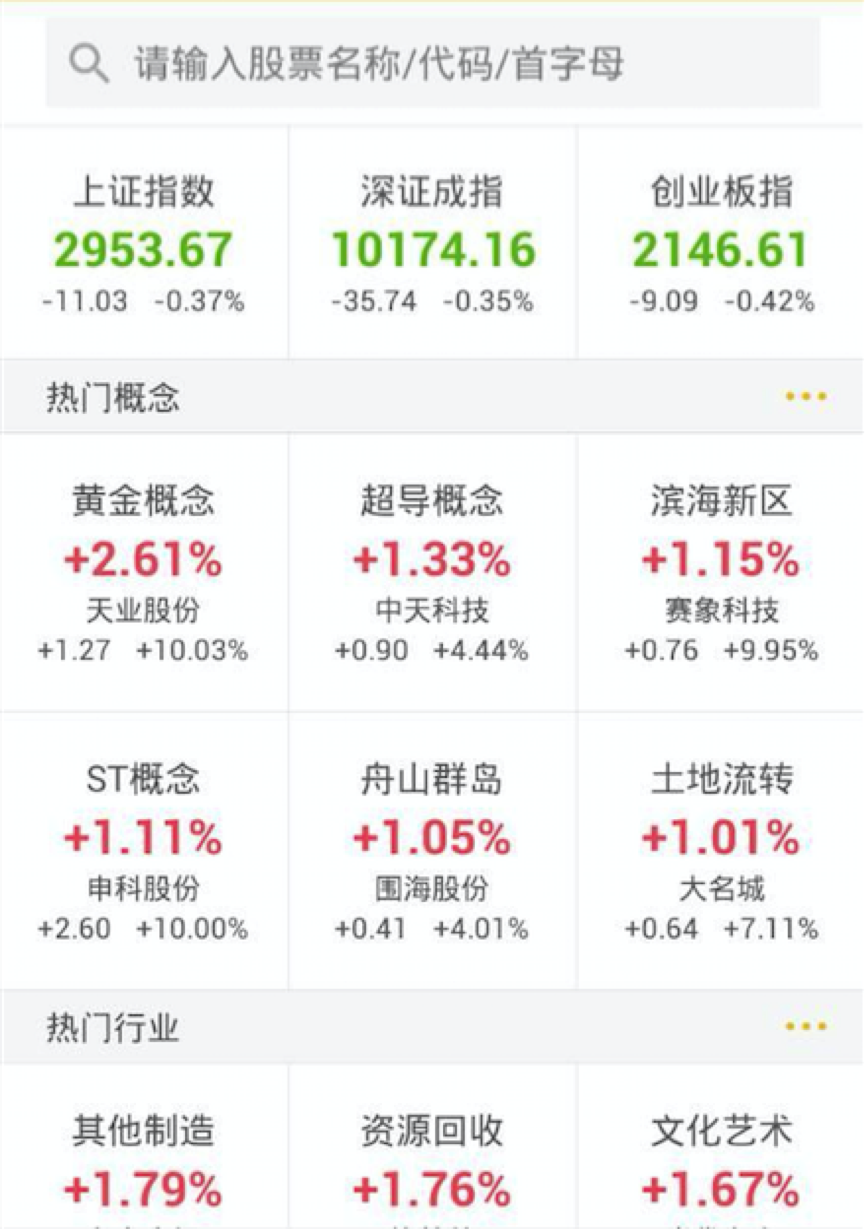 请输入股票名称/代码/首字母
上证指数 深证成指 创业板指
2953.67 10174.16 2146.61
-11.03 -0.37% -35.74 -0.35% -9.09 -0.42%
热门概念
黄金概念 超导概念 滨海新区
+2.61% +1.33% +1.15%
天业股份 中天科技 赛象科技
+1.27 +10.03% +0.90 +4.44% +0.76 +9.95%
ST概念 舟山群岛 土地流转
+1.11% +1.05% +1.01%
申科股份 围海股份 大名城
+2.60 +10.00% +0.41 +4.01% +0.64 +7.11%
热门行业
其他制造 资源回收 文化艺术
+1.79% +1.76% +1.67%